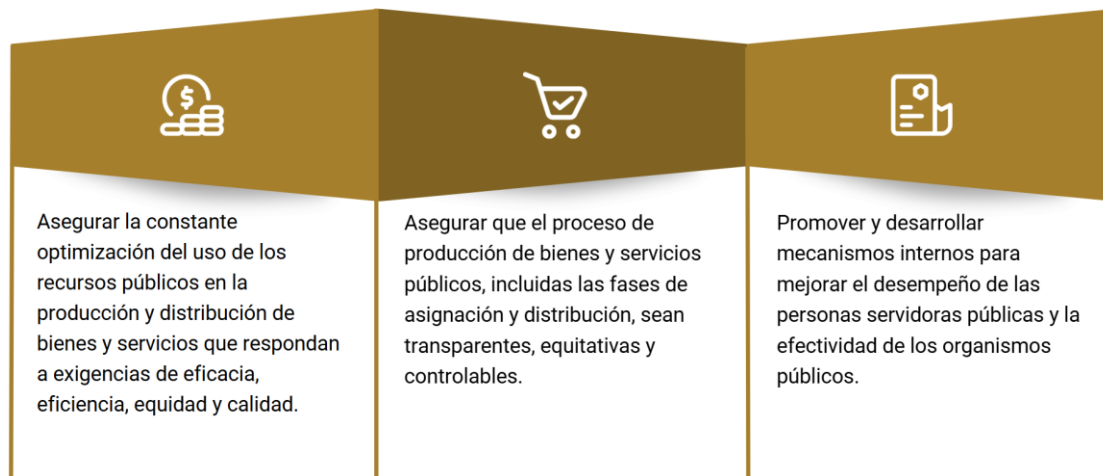 $
Asegurar la constante
optimización del uso de los
recursos públicos en la
producción y distribución de
bienes y servicios que respondan
a exigencias de eficacia,
eficiencia, equidad y calidad.
Asegurar que el proceso de
producción de bienes y servicios
públicos, incluidas las fases de
asignación y distribución, sean
transparentes, equitativas y
controlables.
Promover y desarrollar
mecanismos internos para
mejorar el desempeño de las
personas servidoras públicas y la
efectividad de los organismos
públicos.